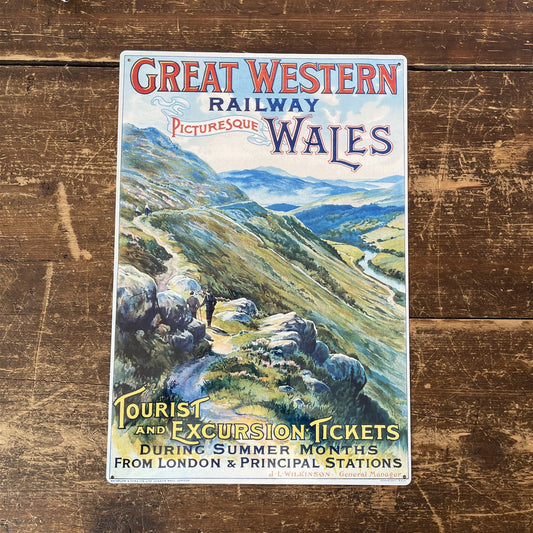 GREAT WESTERN
RAILWAY
PICTURESQUE
WALES
TOURIST
AND EXCURSION TICKETS
DURING SUMMER MONTHS
FROM LONDON & PRINCIPAL STATIONS
J. L. WILKINSON General Manager